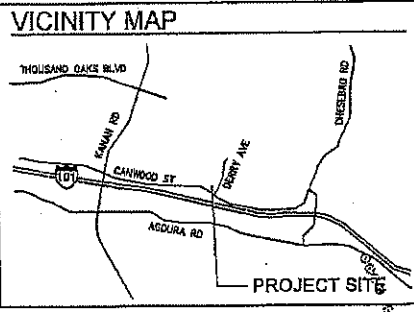 VICINITY MAP
THOUSAND OAKS BLVD
KANAN RD
CHESEBRO RD
DERRY AVE
CANWOOD ST
101
AGOURA RD
PROJECT SITE